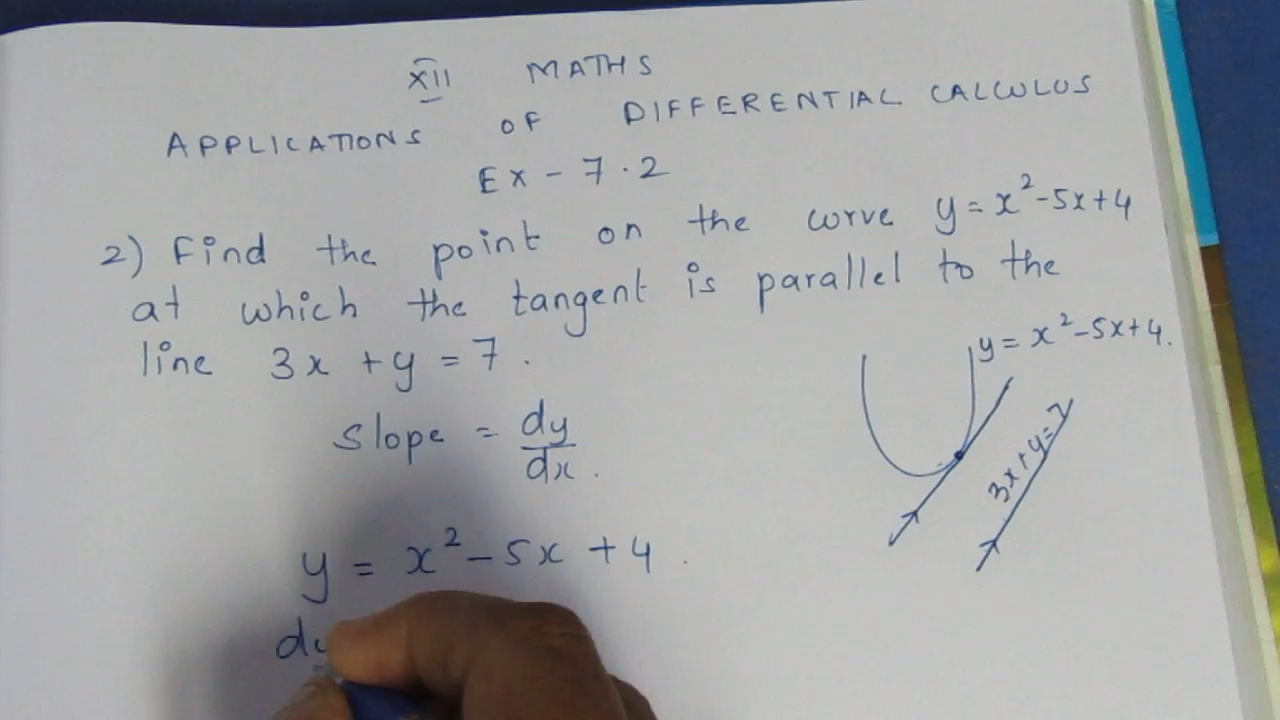 XII MATHS
APPLICATIONS OF DIFFERENTIAL CALCULUS
Ex - 7.2
2) Find the point on the curve y = x² - 5x + 4
at which the tangent is parallel to the
line 3x + y = 7 .
y = x² - 5x + 4.
3x + y = 7
Slope = dy/dx .
y = x² - 5x + 4 .
dy